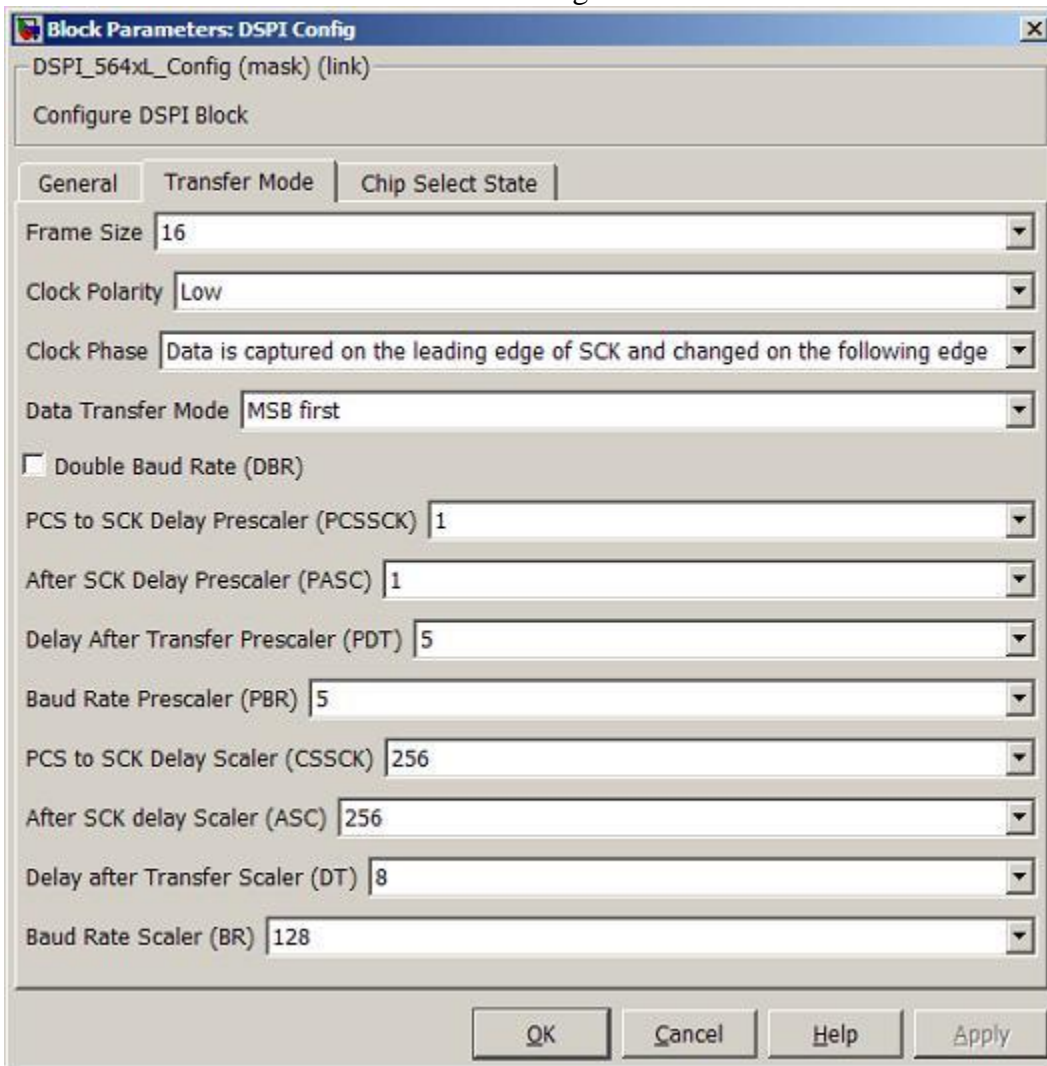 Block Parameters: DSPI Config
DSPI_564xL_Config (mask) (link)
Configure DSPI Block
General Transfer Mode Chip Select State
Frame Size 16
Clock Polarity Low
Clock Phase Data is captured on the leading edge of SCK and changed on the following edge
Data Transfer Mode MSB first
Double Baud Rate (DBR)
PCS to SCK Delay Prescaler (PCSSCK) 1
After SCK Delay Prescaler (PASC) 1
Delay After Transfer Prescaler (PDT) 5
Baud Rate Prescaler (PBR) 5
PCS to SCK Delay Scaler (CSSCK) 256
After SCK delay Scaler (ASC) 256
Delay after Transfer Scaler (DT) 8
Baud Rate Scaler (BR) 128
OK Cancel Help Apply